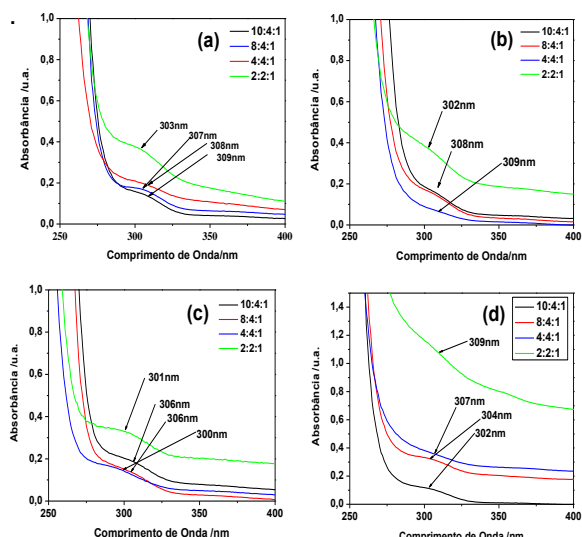 .
(a)
10:4:1
8:4:1
4:4:1
2:2:1
303nm
307nm
308nm
309nm
Absorbância /u.a.
1,0
0,8
0,6
0,4
0,2
0,0
250
300
350
400
Comprimento de Onda/nm
(b)
10:4:1
8:4:1
4:4:1
2:2:1
302nm
308nm
309nm
Absorbância /u.a.
1,0
0,8
0,6
0,4
0,2
0,0
250
300
350
400
Comprimento de Onda/nm
(c)
10:4:1
8:4:1
4:4:1
2:2:1
301nm
306nm
306nm
300nm
Absorbância /u.a.
1,0
0,8
0,6
0,4
0,2
0,0
250
300
350
400
Comprimento de Onda /nm
(d)
10:4:1
8:4:1
4:4:1
2:2:1
309nm
307nm
304nm
302nm
Absorbância /u.a.
1,4
1,2
1,0
0,8
0,6
0,4
0,2
0,0
250
300
350
400
Comprimento de Onda /nm